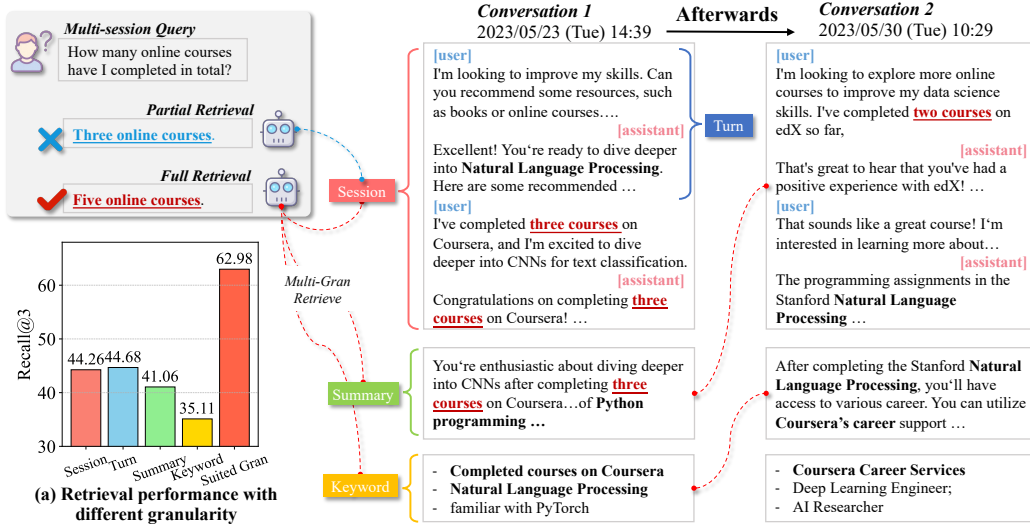 Multi-session Query
How many online courses
have I completed in total?
Partial Retrieval
Three online courses.
Full Retrieval
Five online courses.
Multi-Gran
Retrieve
Recall@3
60
50
40
30
44.26
44.68
41.06
35.11
62.98
Session
Turn
Summary
Keyword
Suited Gran
(a) Retrieval performance with
different granularity
Session
Turn
Summary
Keyword
Conversation 1
2023/05/23 (Tue) 14:39
Afterwards
Conversation 2
2023/05/30 (Tue) 10:29
[user]
I'm looking to improve my skills. Can
you recommend some resources, such
as books or online courses….
[assistant]
Excellent! You're ready to dive deeper
into Natural Language Processing.
Here are some recommended …
[user]
I've completed three courses on
Coursera, and I'm excited to dive
deeper into CNNs for text classification.
[assistant]
Congratulations on completing three
courses on Coursera! …
You're enthusiastic about diving deeper
into CNNs after completing three
courses on Coursera…of Python
programming …
- Completed courses on Coursera
- Natural Language Processing
- familiar with PyTorch
[user]
I'm looking to explore more online
courses to improve my data science
skills. I've completed two courses on
edX so far,
[assistant]
That's great to hear that you've had a
positive experience with edX! …
[user]
That sounds like a great course! I'm
interested in learning more about…
[assistant]
The programming assignments in the
Stanford Natural Language
Processing …
After completing the Stanford Natural
Language Processing, you'll have
access to various career. You can utilize
Coursera's career support …
- Coursera Career Services
- Deep Learning Engineer;
- AI Researcher